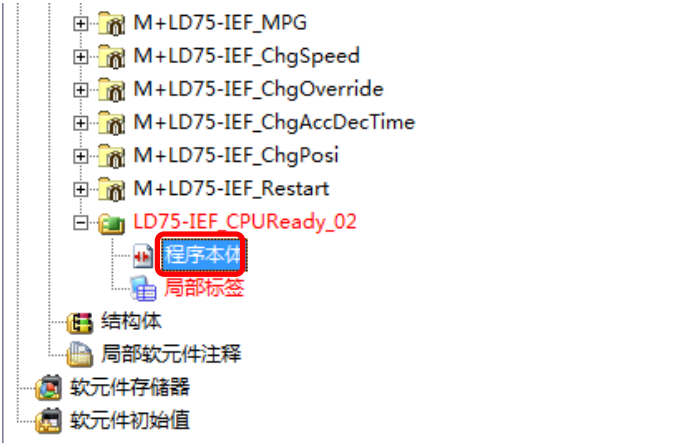 M+LD75-IEF_MPG
M+LD75-IEF_ChgSpeed
M+LD75-IEF_ChgOverride
M+LD75-IEF_ChgAccDecTime
M+LD75-IEF_ChgPosi
M+LD75-IEF_Restart
LD75-IEF_CPUReady_02
程序本体
局部标签
结构体
局部软元件注释
软元件存储器
软元件初始值